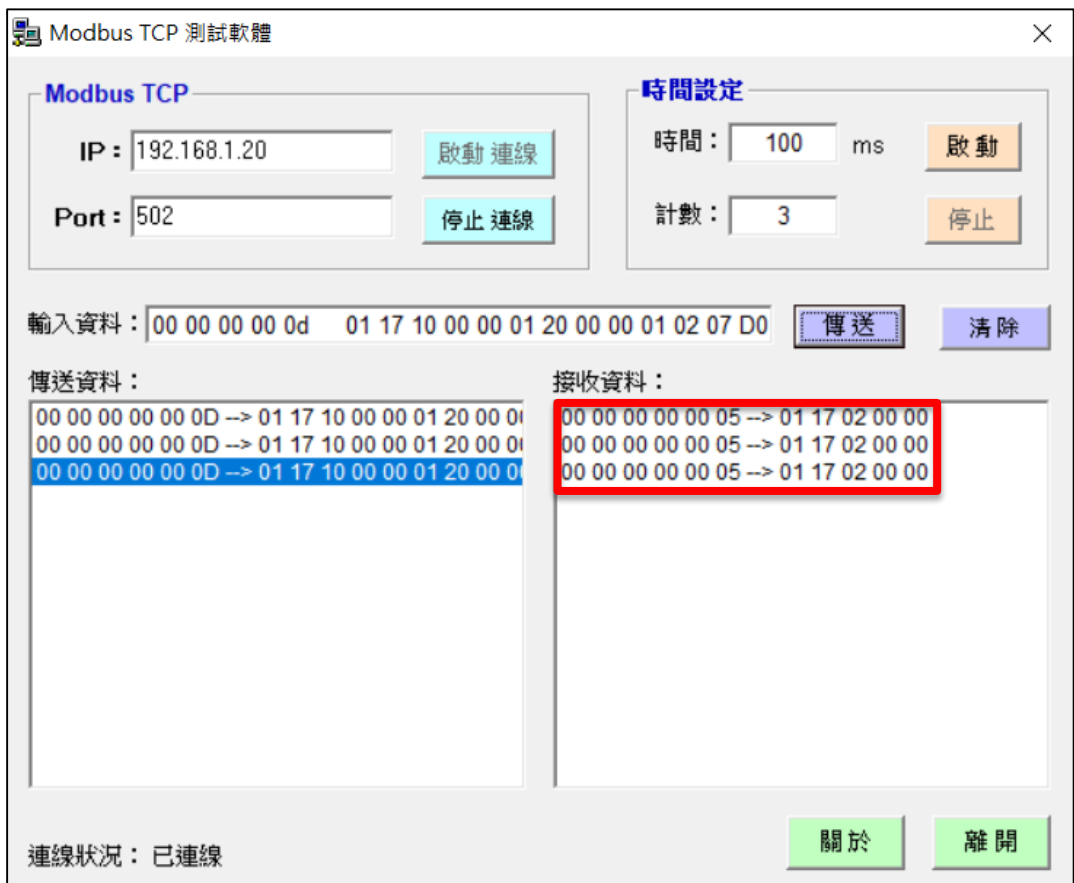 Modbus TCP 測試軟體
Modbus TCP
IP：192.168.1.20
啟動 連線
Port：502
停止 連線
時間設定
時間：100 ms
啟 動
計數：3
停止
輸入資料：00 00 00 00 0d 01 17 10 00 00 01 20 00 00 01 02 07 D0
傳 送
清 除
傳送資料：
00 00 00 00 00 0D --> 01 17 10 00 00 01 20 00
00 00 00 00 00 0D --> 01 17 10 00 00 01 20 00
00 00 00 00 00 0D --> 01 17 10 00 00 01 20 00
接收資料：
00 00 00 00 00 05 --> 01 17 02 00 00
00 00 00 00 00 05 --> 01 17 02 00 00
00 00 00 00 00 05 --> 01 17 02 00 00
連線狀況： 已連線
關 於
離 開